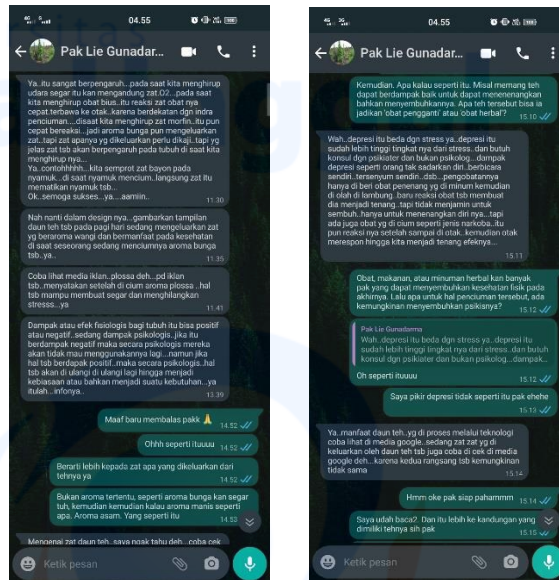 04.55
Pak Lie Gunadar...
Ya..itu sangat berpengaruh..pada saat kita menghirup
udara segar itu kan mengandung zat.O2...pada saat
kita menghirup obat bius..itu reaksi zat obat nya
cepat.terbawa ke otak..karena berdekatan dgn indra
penciuman...disaat kita menghirup zat morfin..itu pun
cepat bereaksi...jadi aroma bunga pun mengeluarkan
zat...tapi zat apanya yg dikeluarkan perlu dikaji...tapi yg
jelas zat tsb akan berpengaruh pada tubuh di saat kita
menghirup nya...
Ya..contohhhh...kita semprot zat bayon pada
nyamuk...di saat nyamuk mencium..langsung zat itu
mematikan nyamuk tsb...
Ok..semoga sukses...ya....aamiin..
11.30
Nah nanti dalam design nya....gambarkan tampilan
daun teh tsb pada pagi hari sedang mengeluarkan zat
yg beraroma wangi dan bermanfaat pada kesehatan
di saat seseorang sedang menciumnya aroma bunga
tsb..ya..
11.35
Coba lihat media iklan..plossa deh...pd iklan
tsb..menyatakan setelah di cium aroma plossa ..hal
tsb mampu membuat segar dan menghilangkan
stresss...ya
11.41
Dampak atau efek fisiologis bagi tubuh itu bisa positif
atau negatif..sedang dampak psikologis..jika itu
berdampak negatif maka secara psikologis mereka
akan tidak mau menggunakannya lagi...namun jika
hal tsb berdapak positif..maka secara psikologis..hal
tsb akan di ulangi di ulangi lagi hingga menjadi
kebiasaan atau bahkan menjadi suatu kebutuhan...ya
itulah...infonya..
13.39
Maaf baru membalas pakk 🙏
14.52
Ohhh seperti ituuuu
14.52
Berarti lebih kepada zat apa yang dikeluarkan dari
tehnya ya
14.52
Bukan aroma tertentu, seperti aroma bunga kan segar
tuh, kemudian kemudian kalau aroma manis seperti
apa. Aroma asam. Yang seperti itu
14.53
Mengenai zat daun teh..saya ngak tahu deh...coba cek
Ketik pesan
04.55
Pak Lie Gunadar...
Kemudian. Apa kalau seperti itu. Misal memang teh
dapat berdampak baik untuk dapat menenenangkan
bahkan menyembuhkannya. Apa teh tersebut bisa ia
jadikan 'obat pengganti' atau 'obat herbal'?
15.10
Wah..depresi itu beda dgn stress ya..depresi itu
sudah lebih tinggi tingkat nya dari stress..dan butuh
konsul dgn psikiater dan bukan psikolog...dampak
depresi seperti orang tak sadarkan diri..berbicara
sendiri..tersenyum sendiri..dsb..pengobatannya
hanya di beri obat penenang yg di minum kemudian
di olah di lambung..baru reaksi obat tsb membuat
dia menjadi tenang..tapi tidak menjamin untuk
sembuh..hanya untuk menenangkan diri nya...tapi
ada juga obat yg di cium seperti jenis narkoba..itu
pun reaksi nya setelah sampai di otak..kemudian otak
merespon hingga kita menjadi tenang efeknya...
15.11
Obat, makanan, atau minuman herbal kan banyak
pak yang dapat menyembuhkan kesehatan fisik pada
akhirnya. Lalu apa untuk hal penciuman tersebut, ada
kemungkinan menyembuhkan psikisnya?
15.12
Pak Lie Gunadarma
Wah..depresi itu beda dgn stress ya..depresi itu
sudah lebih tinggi tingkat nya dari stress..dan butuh
konsul dgn psikiater dan bukan psikolog...dampak...
Oh seperti ituuuu
15.12
Saya pikir depresi tidak seperti itu pak ehehe
15.13
Ya..manfaat daun teh..yg di proses melalui teknologi
coba lihat di media google..sedang zat zat yg di
keluarkan oleh daun teh tsb juga coba di cek di media
google deh...karena kedua rangsang tsb kemungkinan
tidak sama
15.14
Hmm oke pak siap pahammm
15.14
Saya udah baca2. Dan itu lebih ke kandungan yang
dimiliki tehnya sih pak
15.15
Ketik pesan